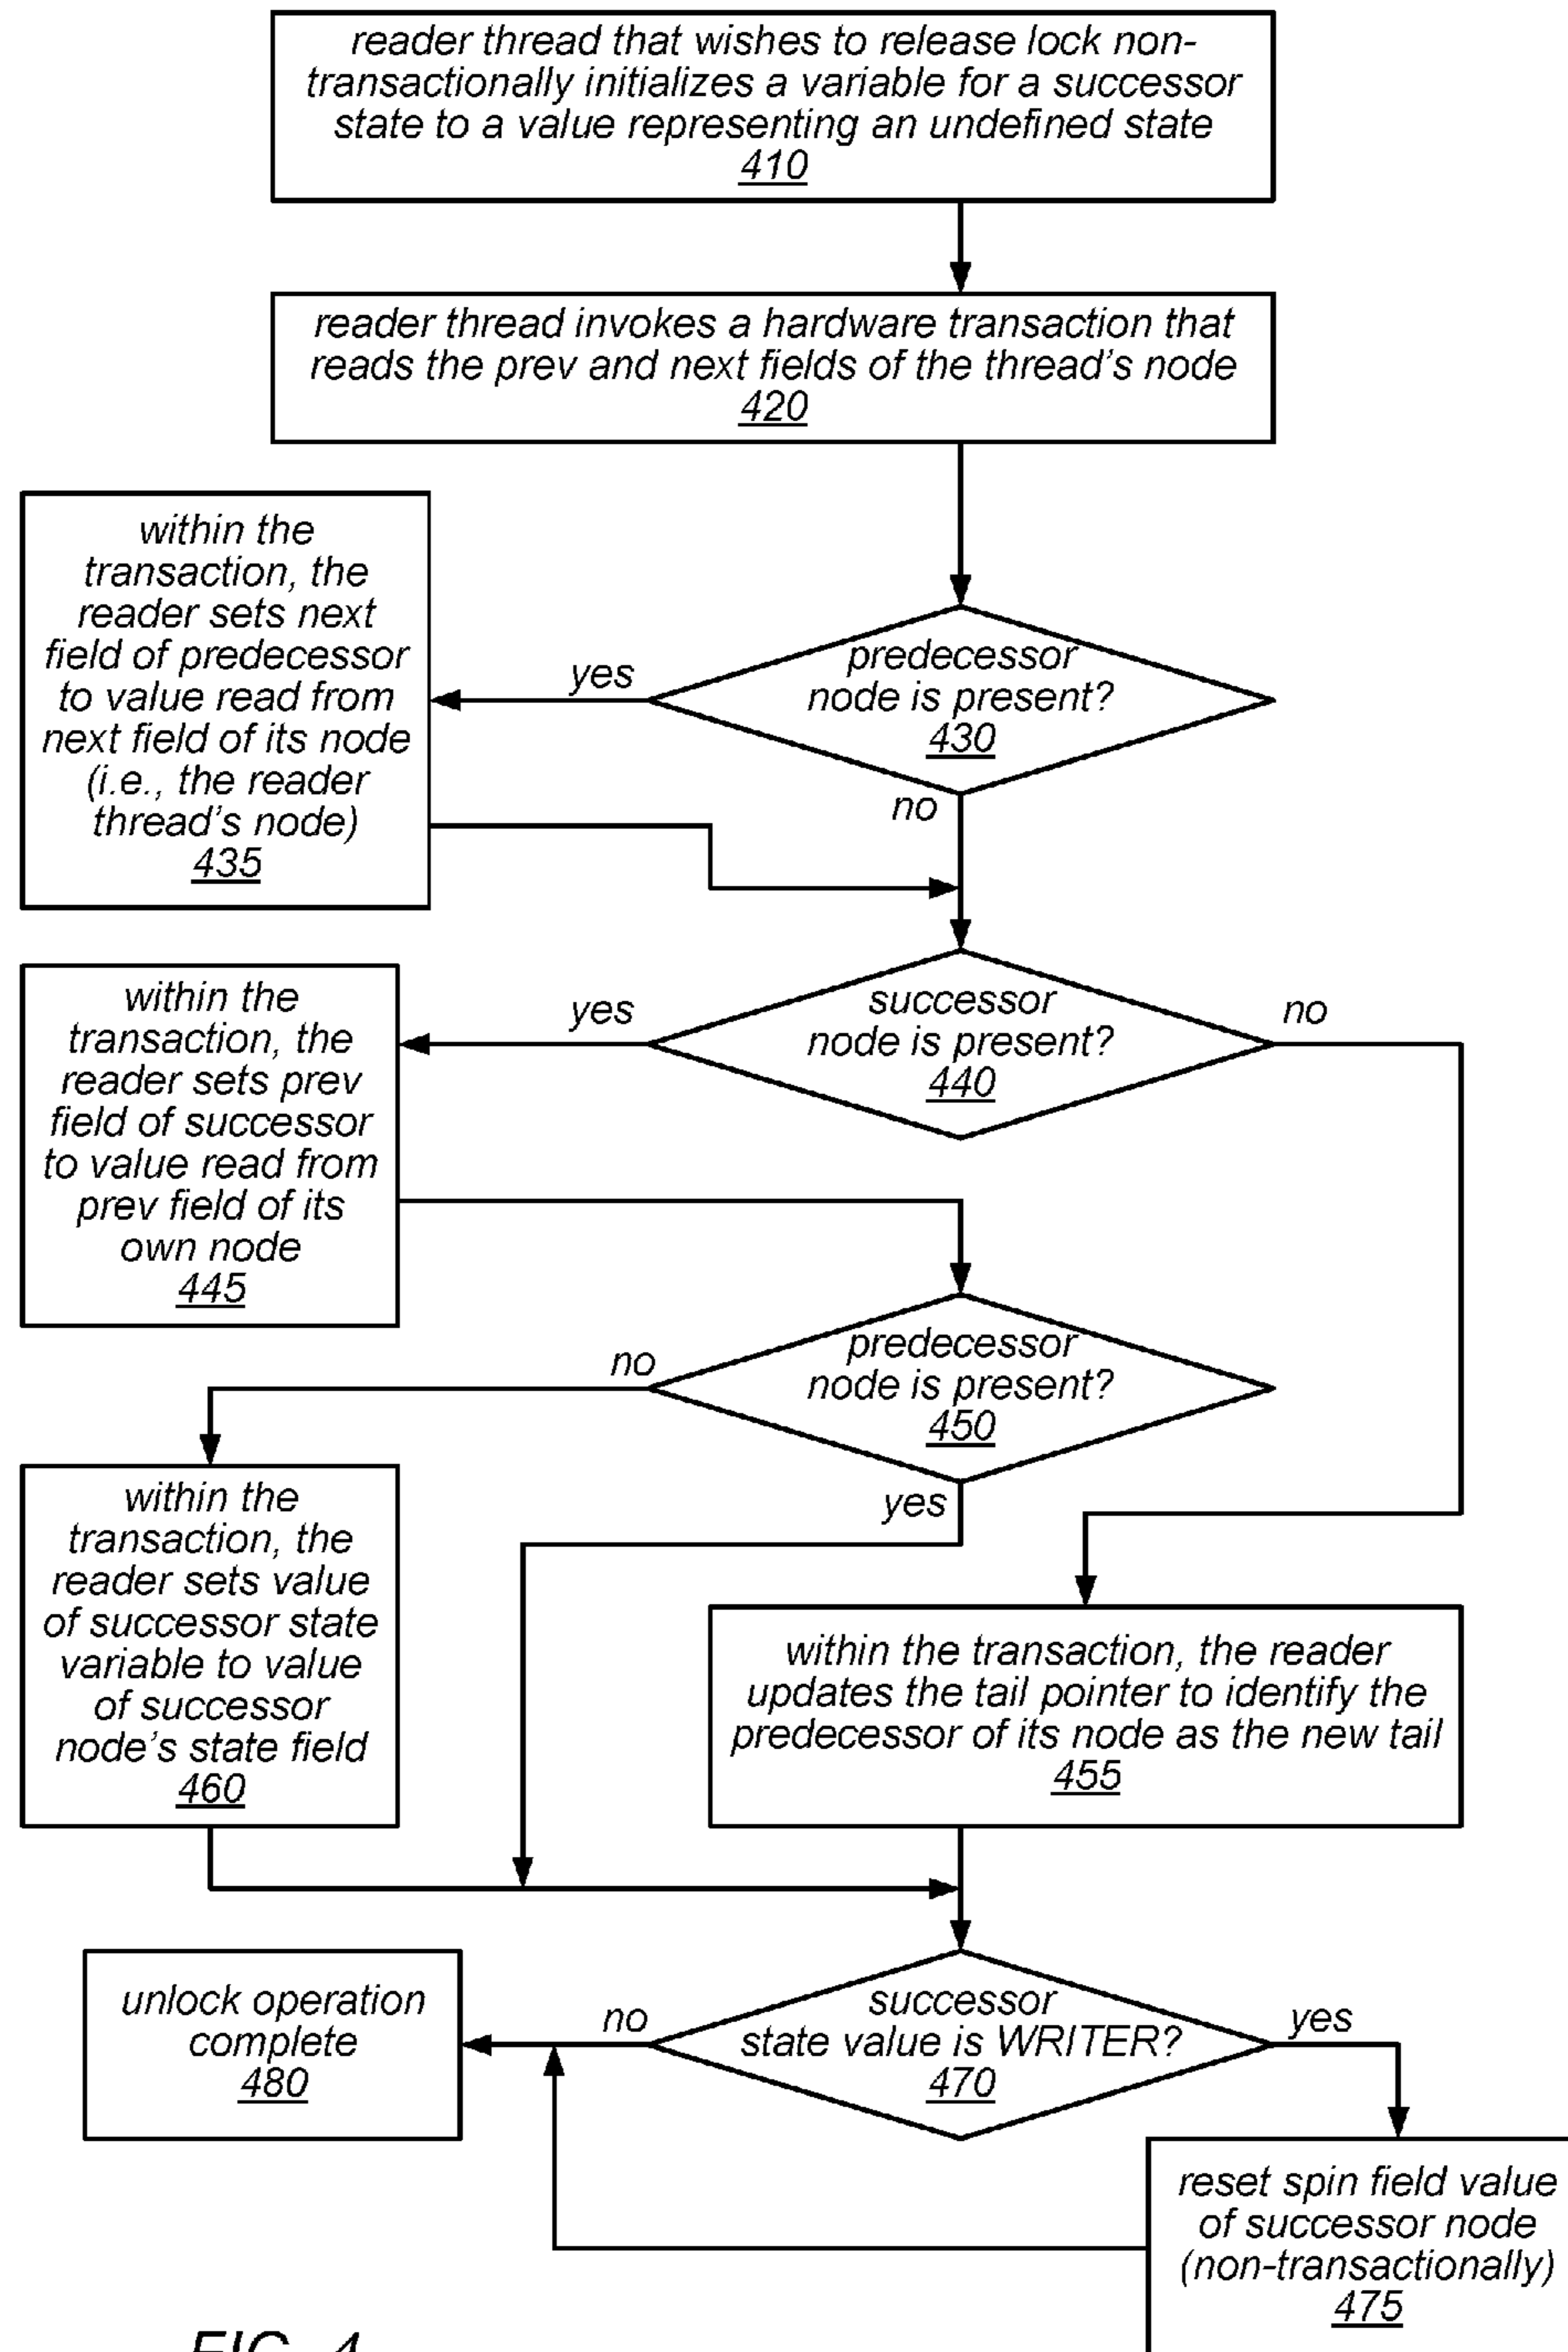 reader thread that wishes to release lock non-
transactionally initializes a variable for a successor
state to a value representing an undefined state
410
reader thread invokes a hardware transaction that
reads the prev and next fields of the thread's node
420
within the
transaction, the
reader sets next
field of predecessor
to value read from
next field of its node
(i.e., the reader
thread's node)
435
yes
predecessor
node is present?
430
no
within the
transaction, the
reader sets prev
field of successor
to value read from
prev field of its
own node
445
yes
successor
node is present?
440
no
no
predecessor
node is present?
450
yes
within the
transaction, the
reader sets value
of successor state
variable to value
of successor
node's state field
460
within the transaction, the reader
updates the tail pointer to identify the
predecessor of its node as the new tail
455
unlock operation
complete
480
no
successor
state value is WRITER?
470
yes
reset spin field value
of successor node
(non-transactionally)
475
FIG. 4